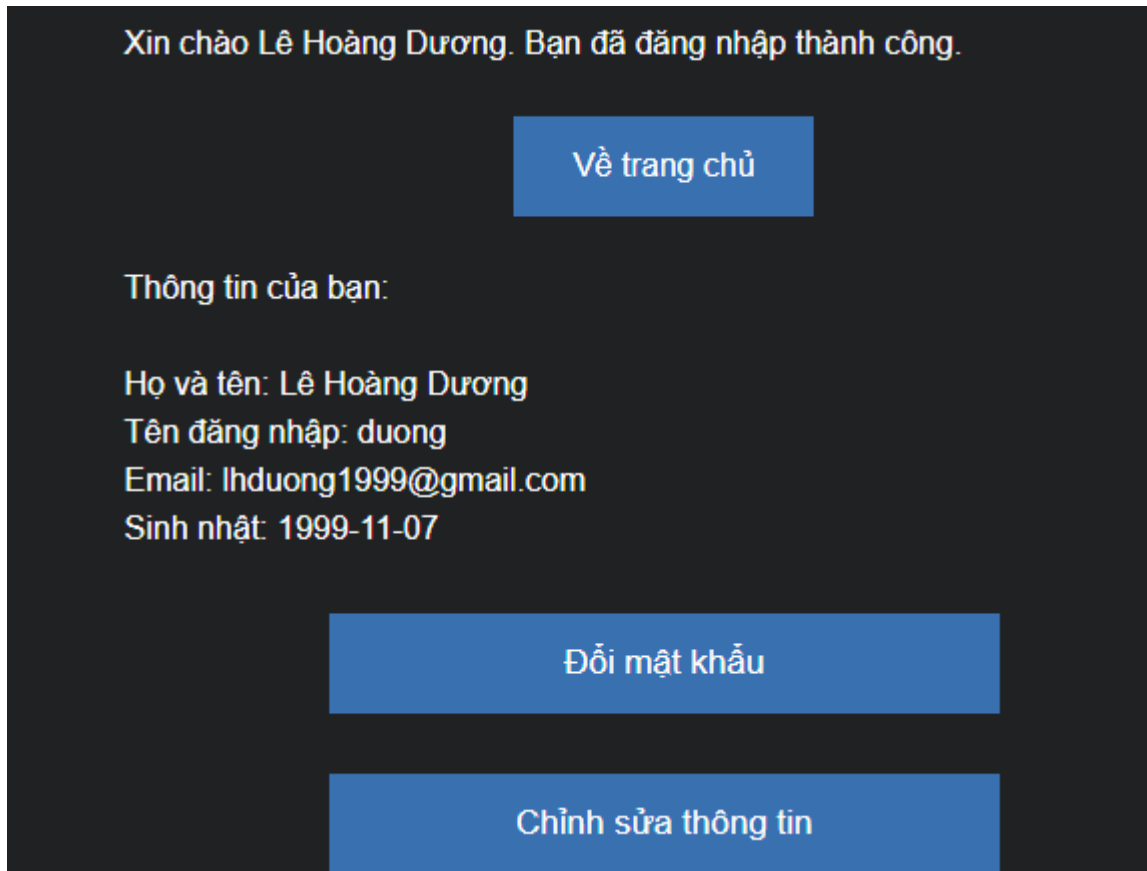 Xin chào Lê Hoàng Dương. Bạn đã đăng nhập thành công.
Về trang chủ
Thông tin của bạn:
Họ và tên: Lê Hoàng Dương
Tên đăng nhập: duong
Email: lhduong1999@gmail.com
Sinh nhật: 1999-11-07
Đổi mật khẩu
Chỉnh sửa thông tin